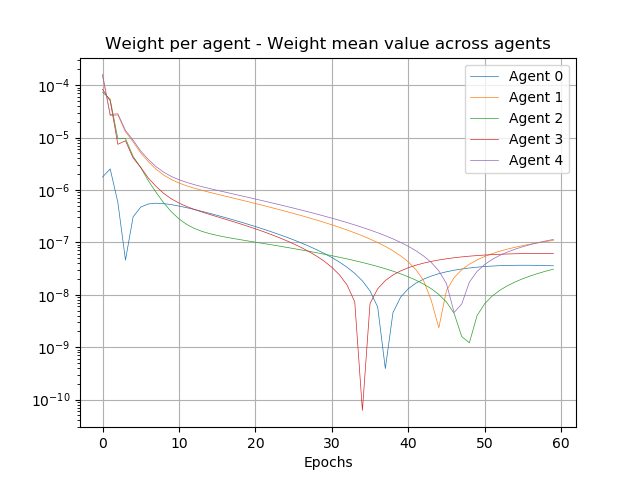 Weight per agent - Weight mean value across agents
10⁻⁴
10⁻⁵
10⁻⁶
10⁻⁷
10⁻⁸
10⁻⁹
10⁻¹⁰
Agent 0
Agent 1
Agent 2
Agent 3
Agent 4
0 10 20 30 40 50 60
Epochs